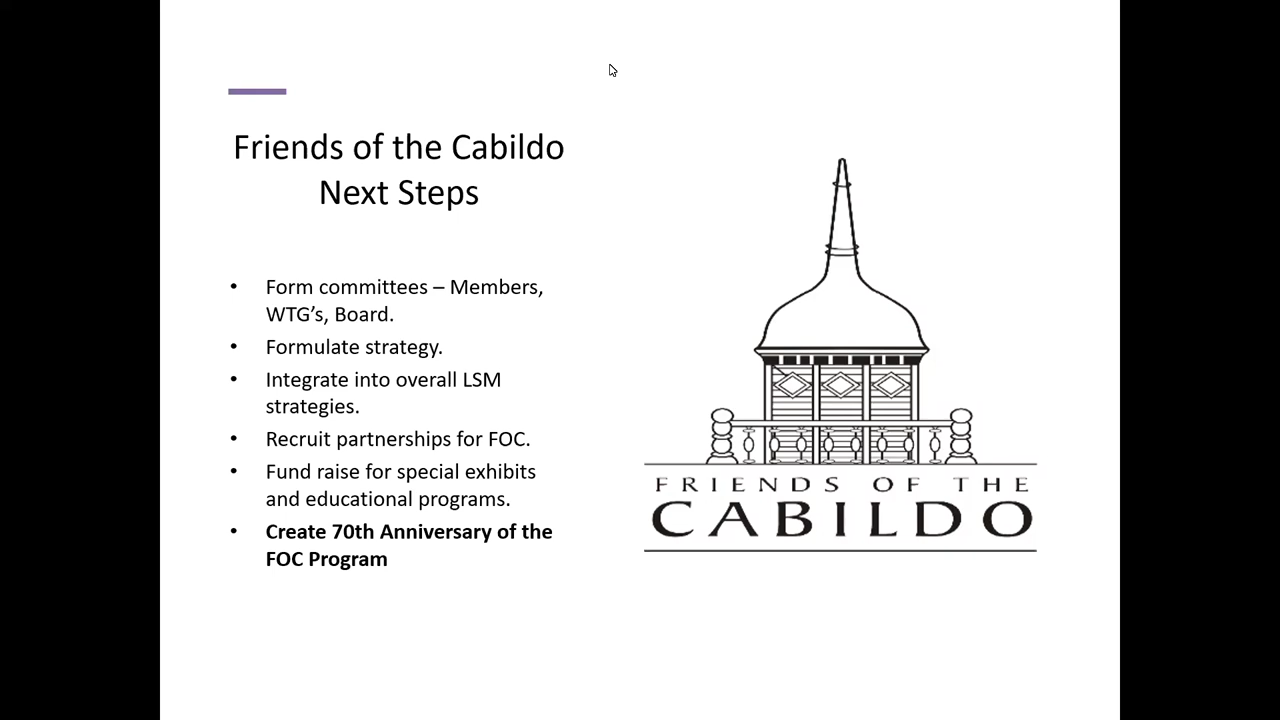 Friends of the Cabildo
Next Steps
• Form committees – Members,
WTG's, Board.
• Formulate strategy.
• Integrate into overall LSM
strategies.
• Recruit partnerships for FOC.
• Fund raise for special exhibits
and educational programs.
• Create 70th Anniversary of the
FOC Program
FRIENDS OF THE
CABILDO